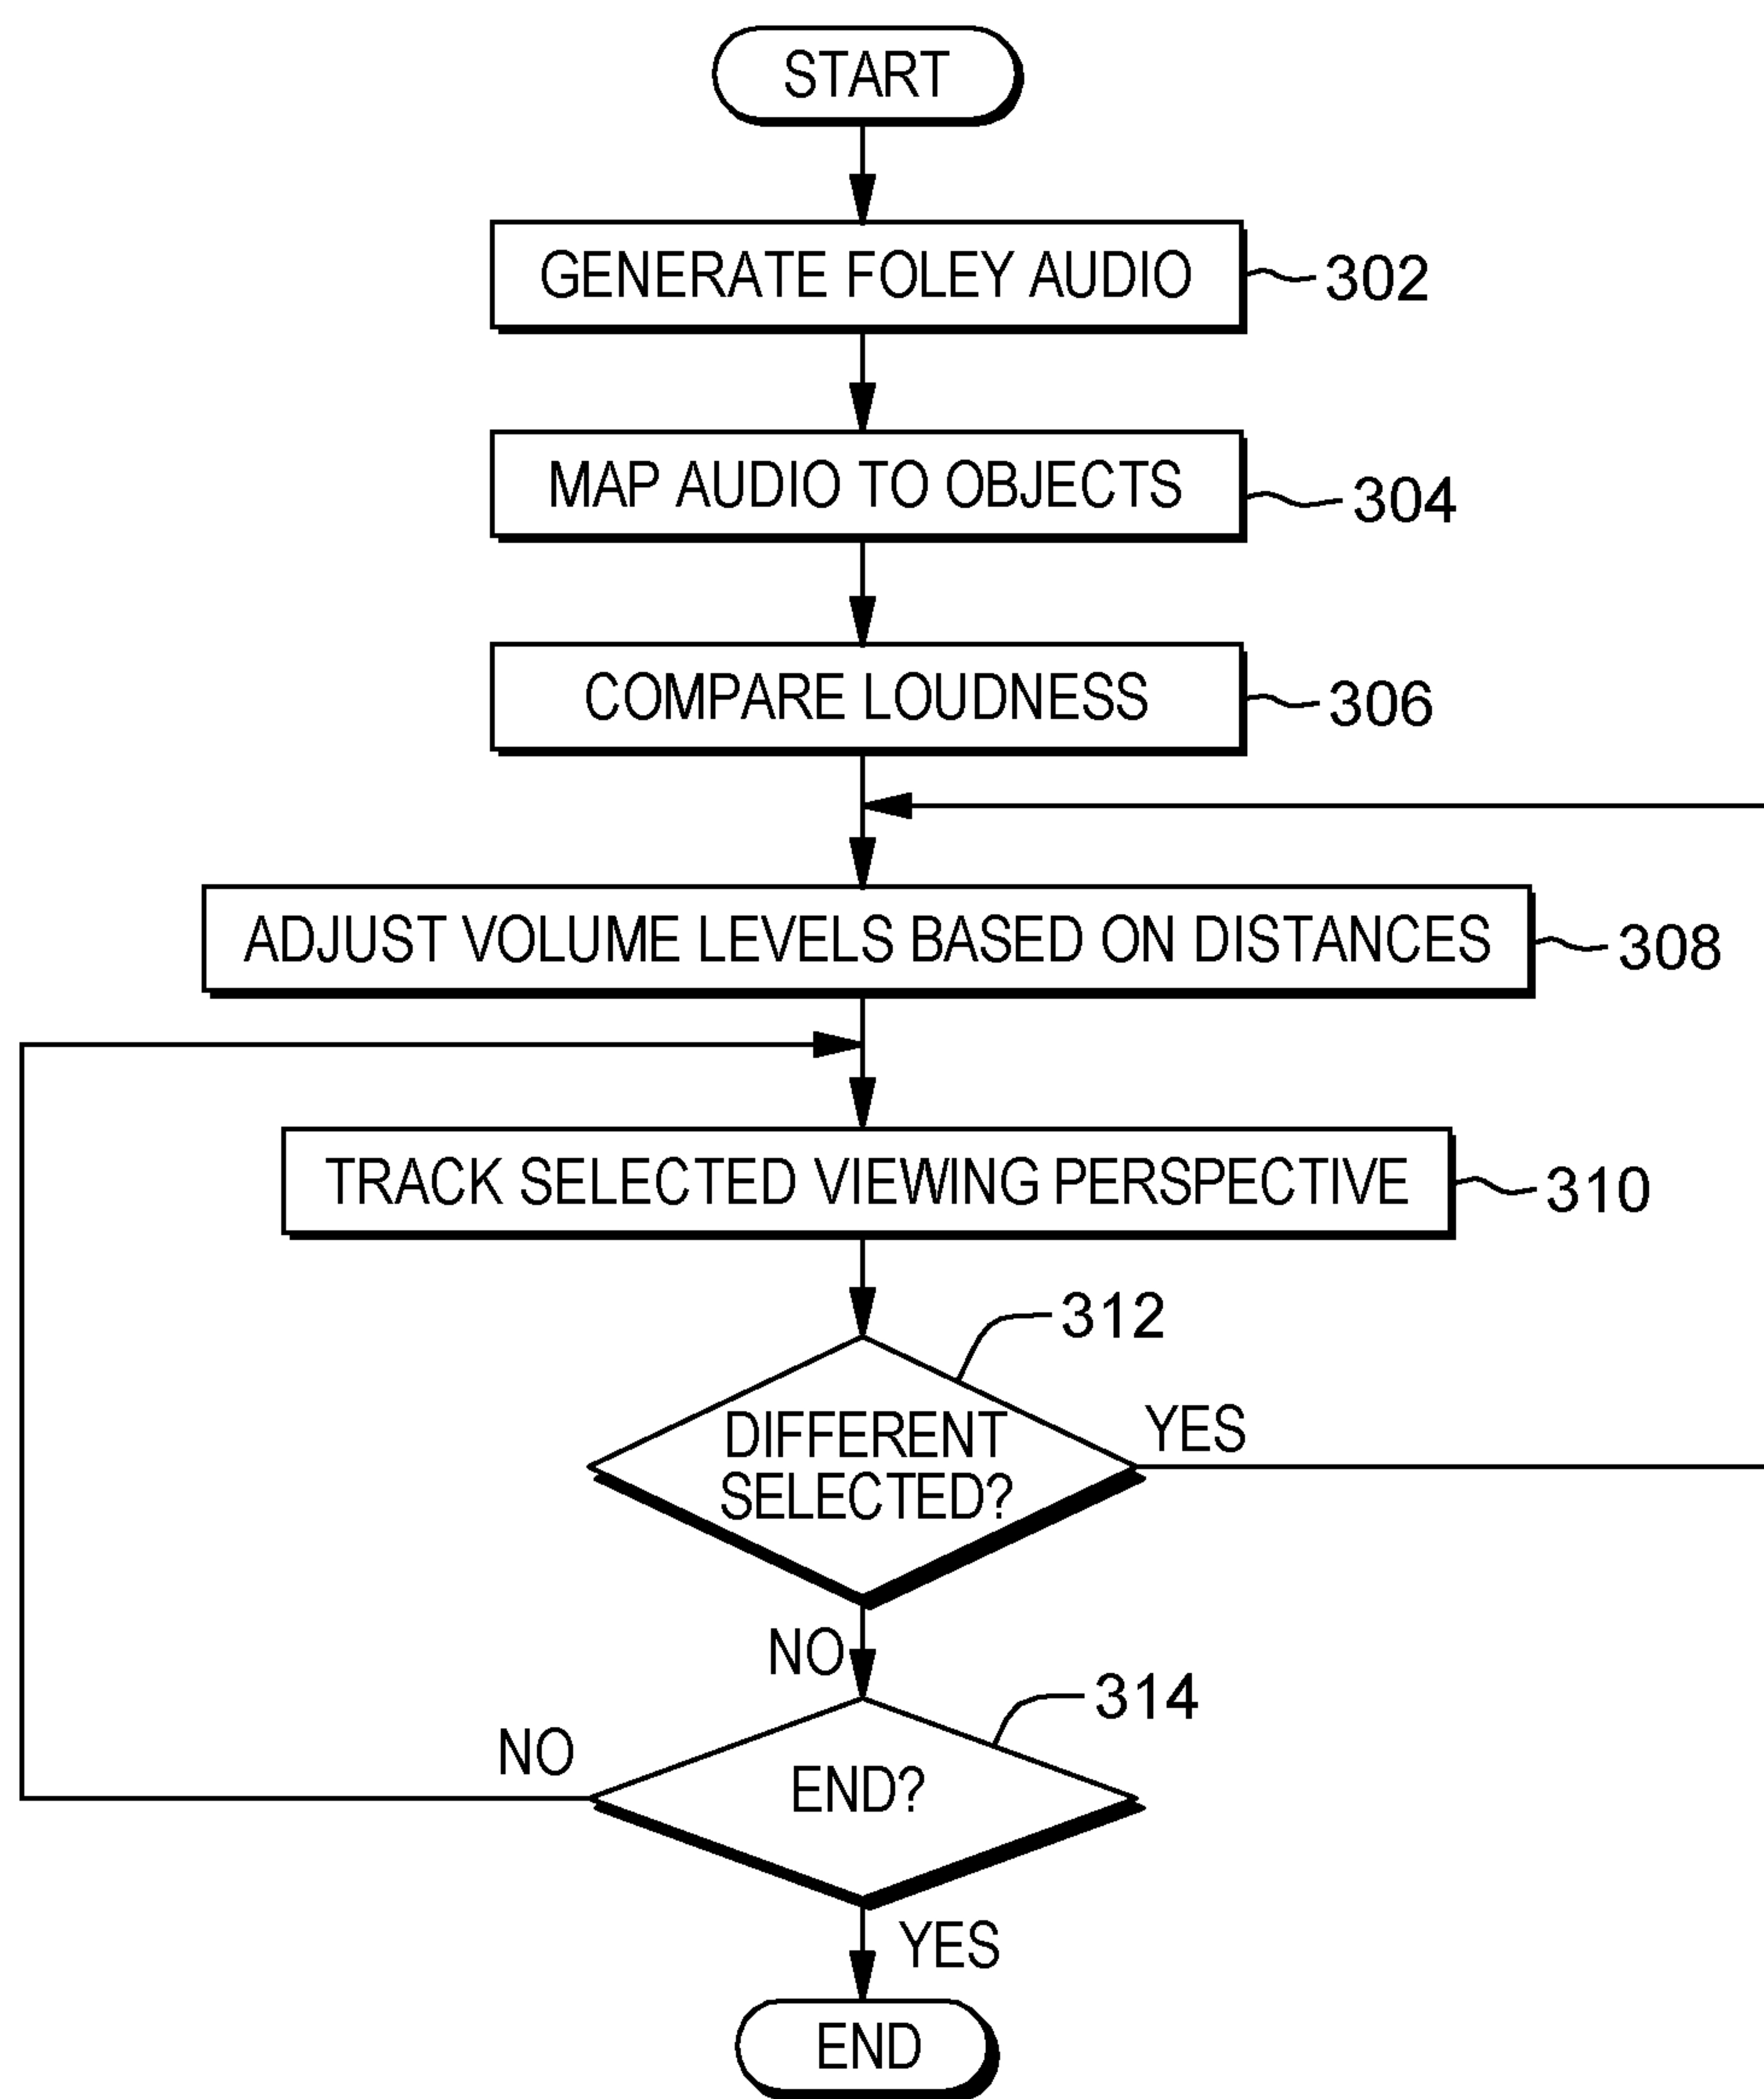 START
GENERATE FOLEY AUDIO
302
MAP AUDIO TO OBJECTS
304
COMPARE LOUDNESS
306
ADJUST VOLUME LEVELS BASED ON DISTANCES
308
TRACK SELECTED VIEWING PERSPECTIVE
310
312
DIFFERENT
SELECTED?
YES
NO
314
END?
NO
YES
END